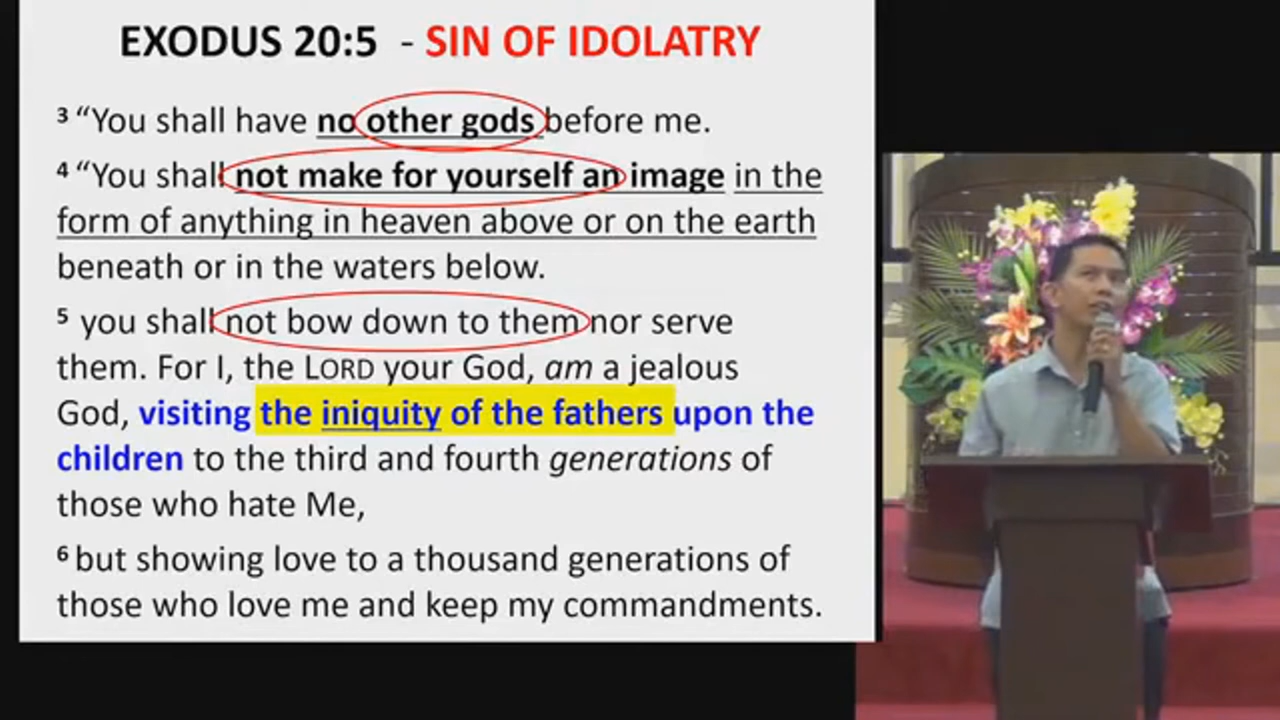 EXODUS 20:5 - SIN OF IDOLATRY
3 “You shall have no other gods before me.
4 “You shall not make for yourself an image in the
form of anything in heaven above or on the earth
beneath or in the waters below.
5 you shall not bow down to them nor serve
them. For I, the LORD your God, am a jealous
God, visiting the iniquity of the fathers upon the
children to the third and fourth generations of
those who hate Me,
6 but showing love to a thousand generations of
those who love me and keep my commandments.